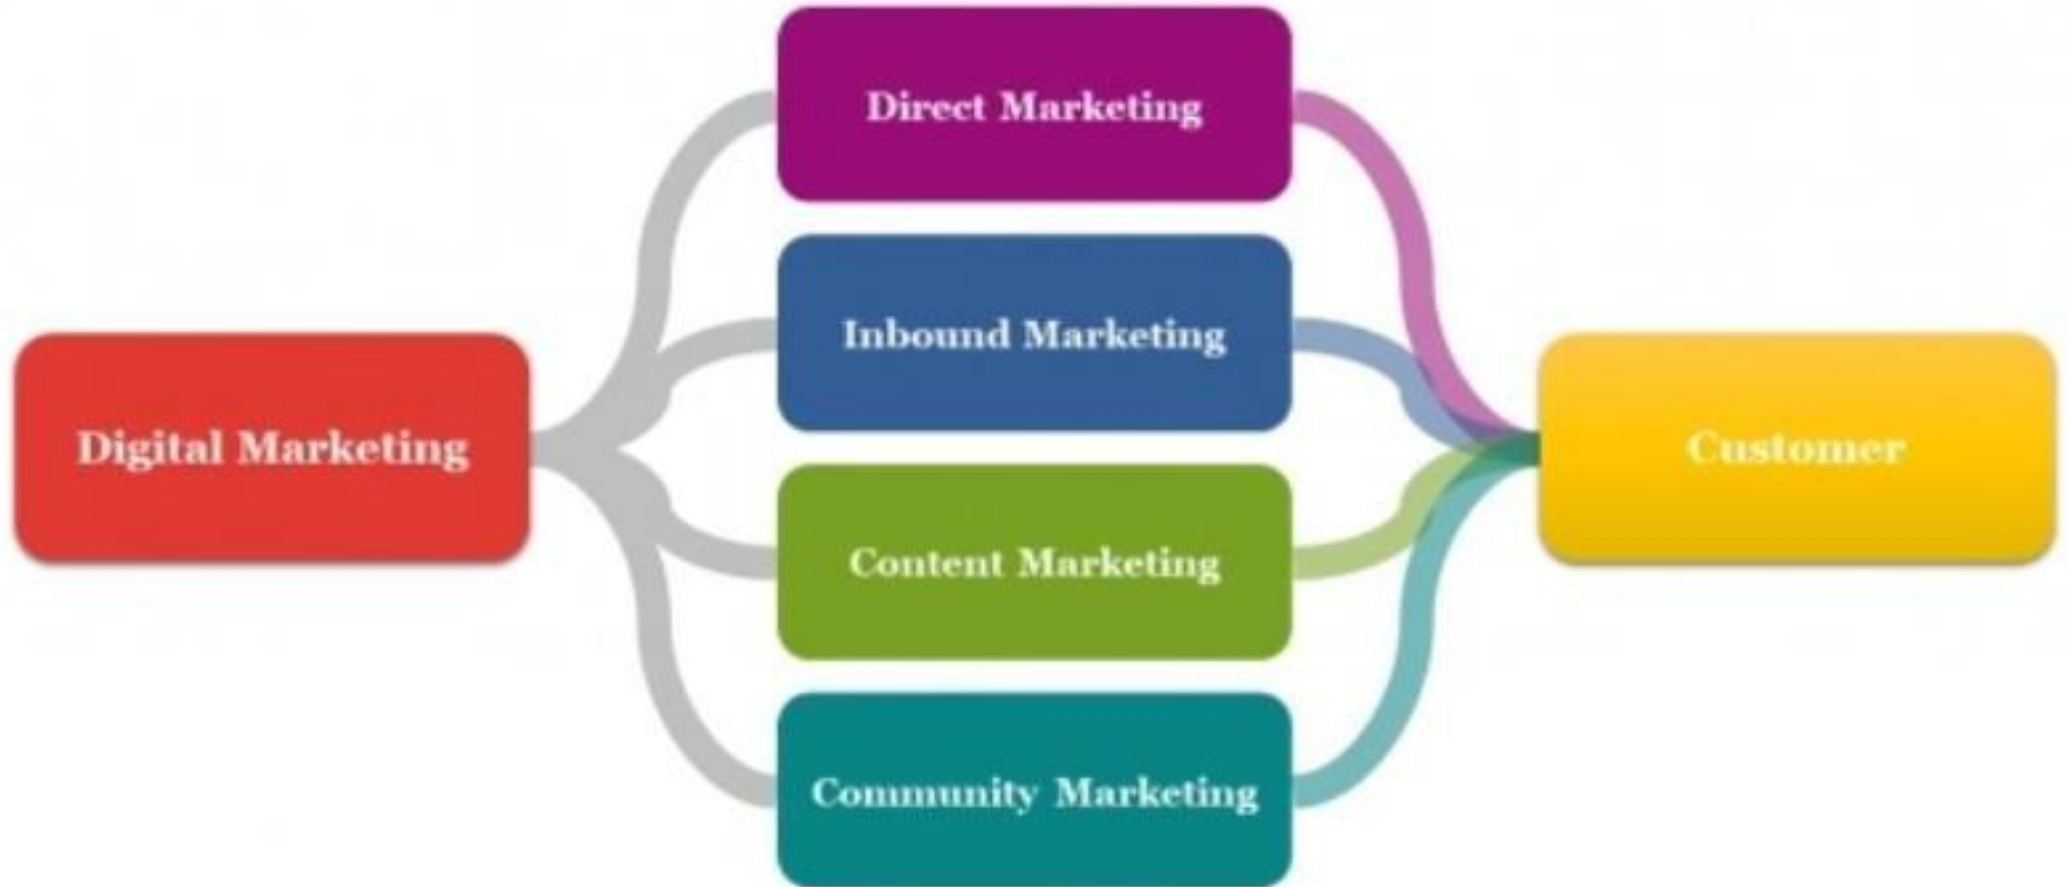 Direct Marketing
Inbound Marketing
Digital Marketing
Customer
Content Marketing
Community Marketing